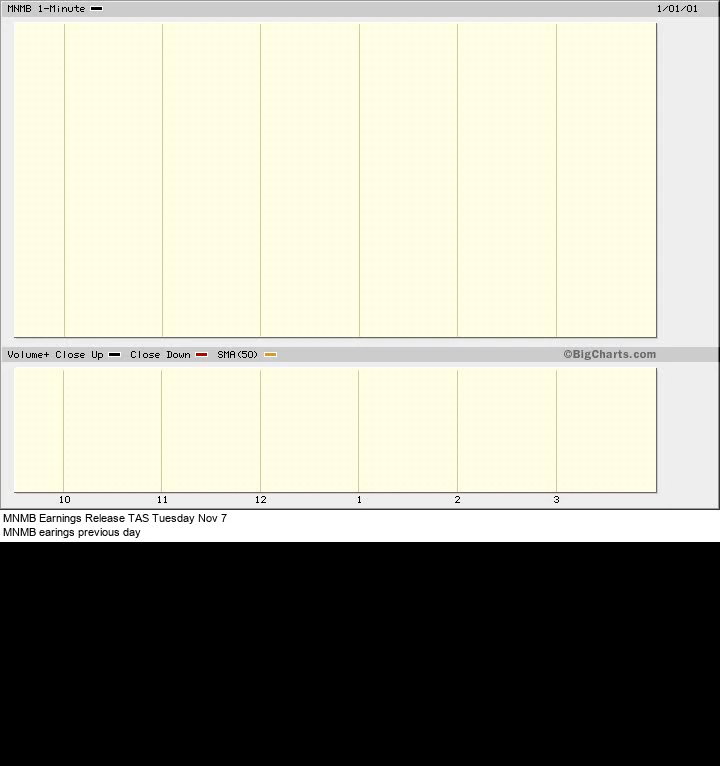 MNMB 1-Minute 1/01/01
Volume+ Close Up Close Down SMA(50) ©BigCharts.com
10 11 12 1 2 3
MNMB Earnings Release TAS Tuesday Nov 7
MNMB earings previous day